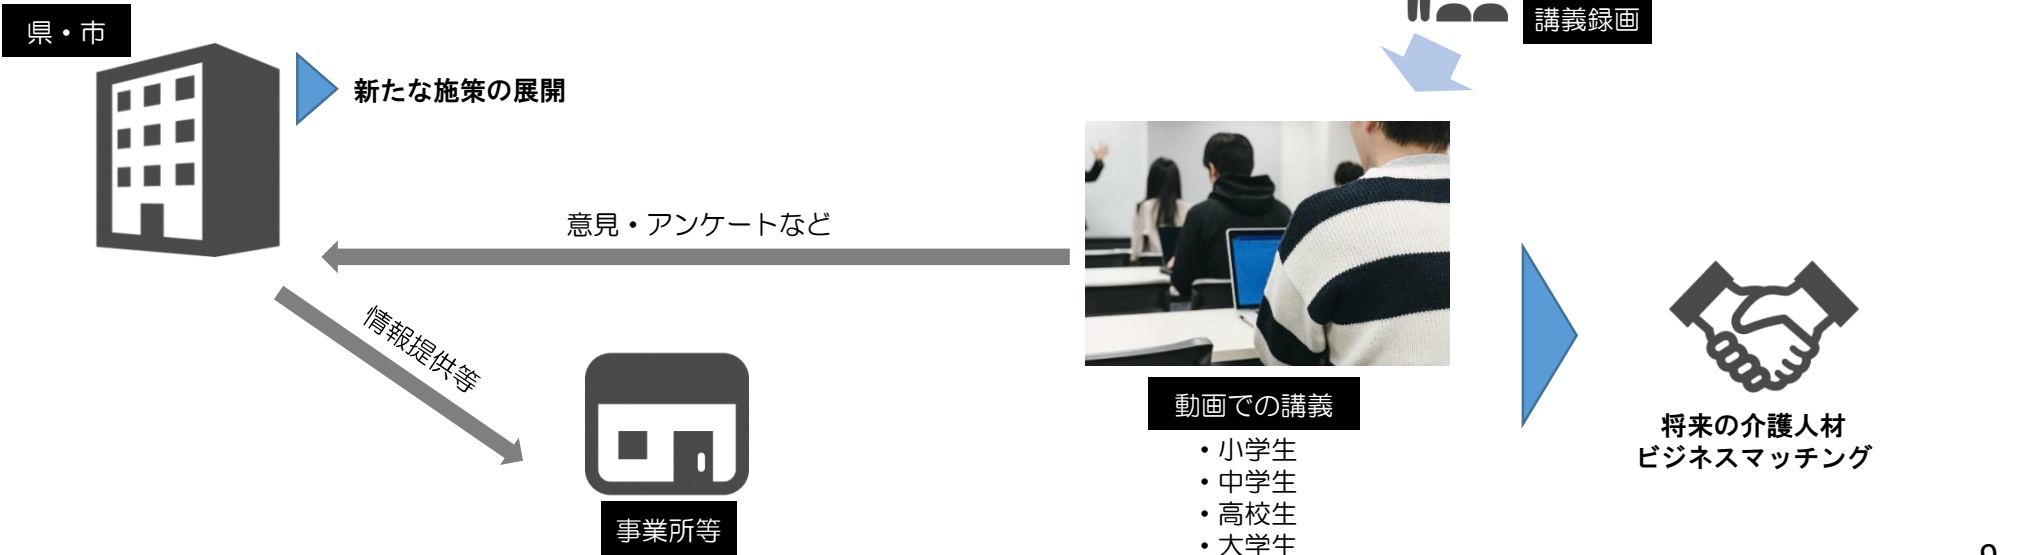 県・市
講義録画
新たな施策の展開
意見・アンケートなど
情報提供等
動画での講義
・小学生
・中学生
・高校生
・大学生
将来の介護人材
ビジネスマッチング
事業所等
9